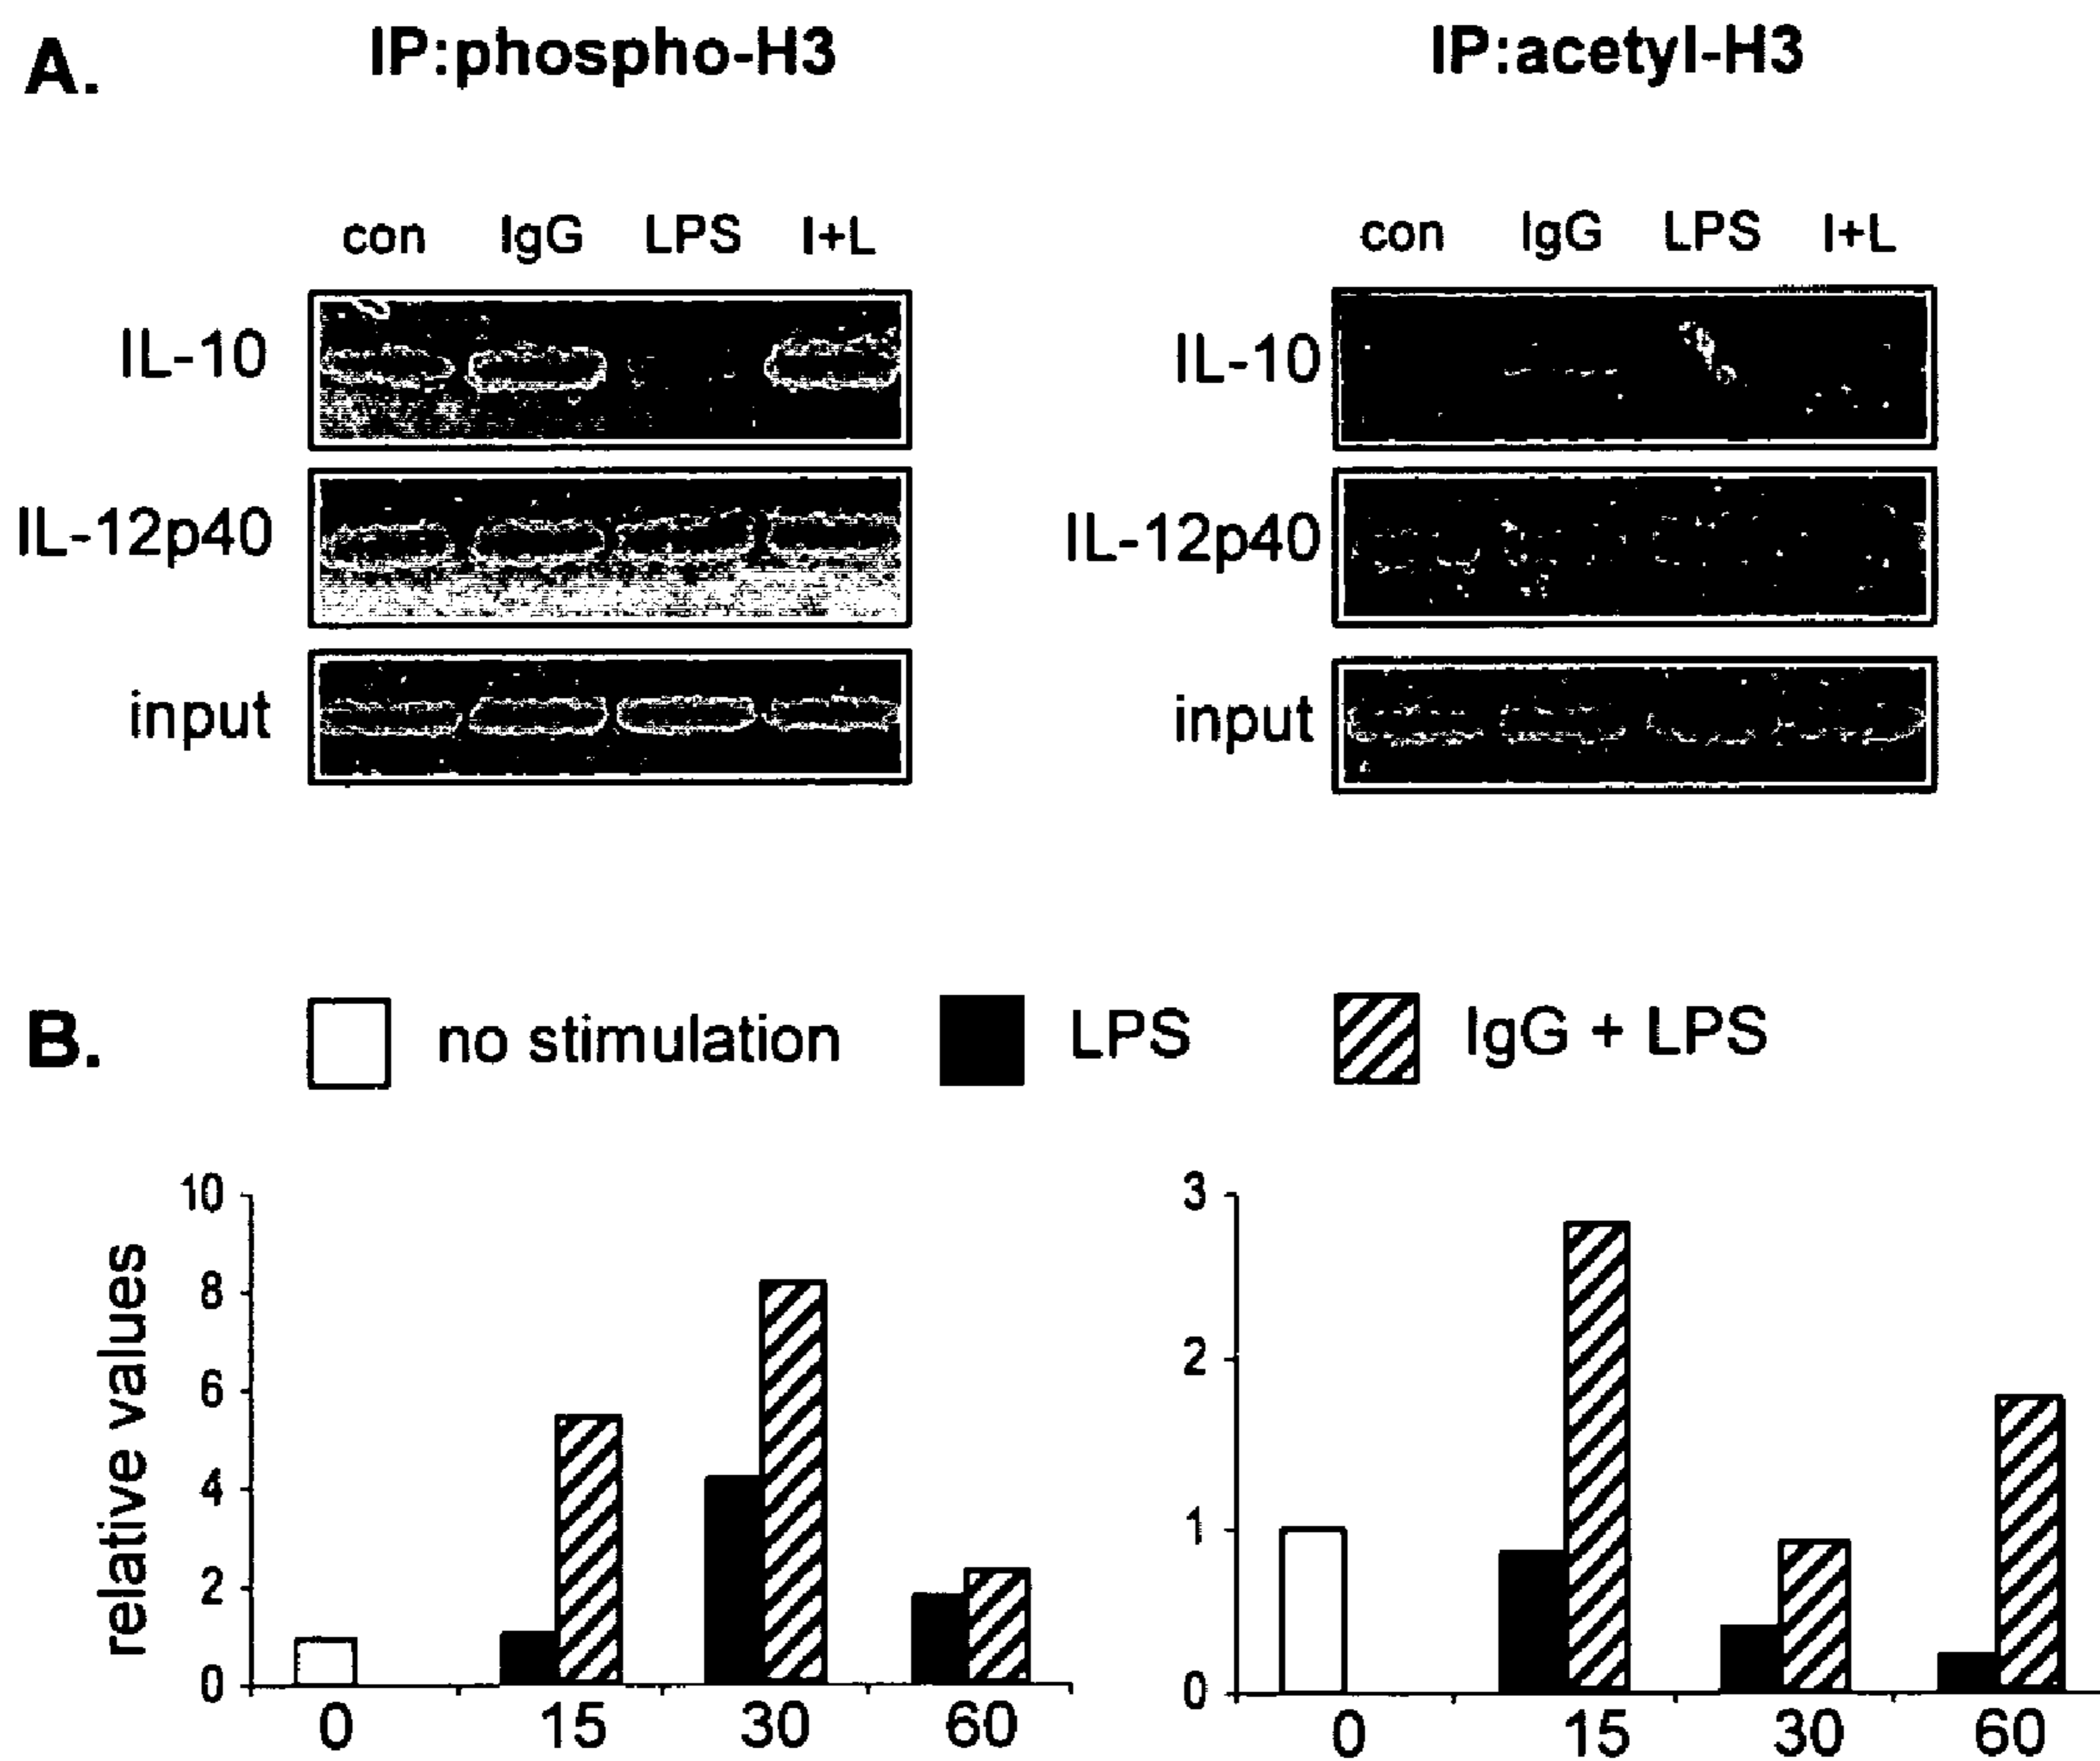 A. IP:phospho-H3 IP:acetyl-H3
con IgG LPS I+L con IgG LPS I+L
IL-10 IL-10
IL-12p40 IL-12p40
input input
B. no stimulation LPS IgG + LPS
relative values
10
8
6
4
2
0
0 15 30 60
3
2
1
0
0 15 30 60